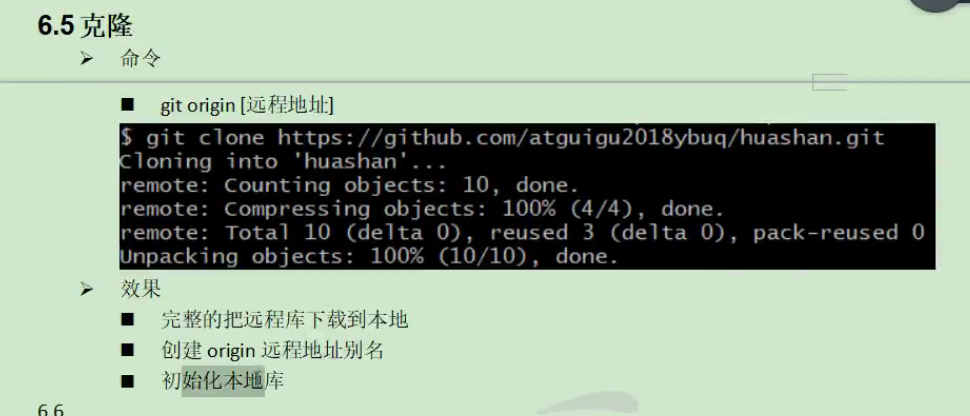 6.5 克隆
➢ 命令
■ git origin [远程地址]
$ git clone https://github.com/atguigu2018ybuq/huashan.git
Cloning into 'huashan'...
remote: Counting objects: 10, done.
remote: Compressing objects: 100% (4/4), done.
remote: Total 10 (delta 0), reused 3 (delta 0), pack-reused 0
Unpacking objects: 100% (10/10), done.
➢ 效果
■ 完整的把远程库下载到本地
■ 创建 origin 远程地址别名
■ 初始化本地库
6.6